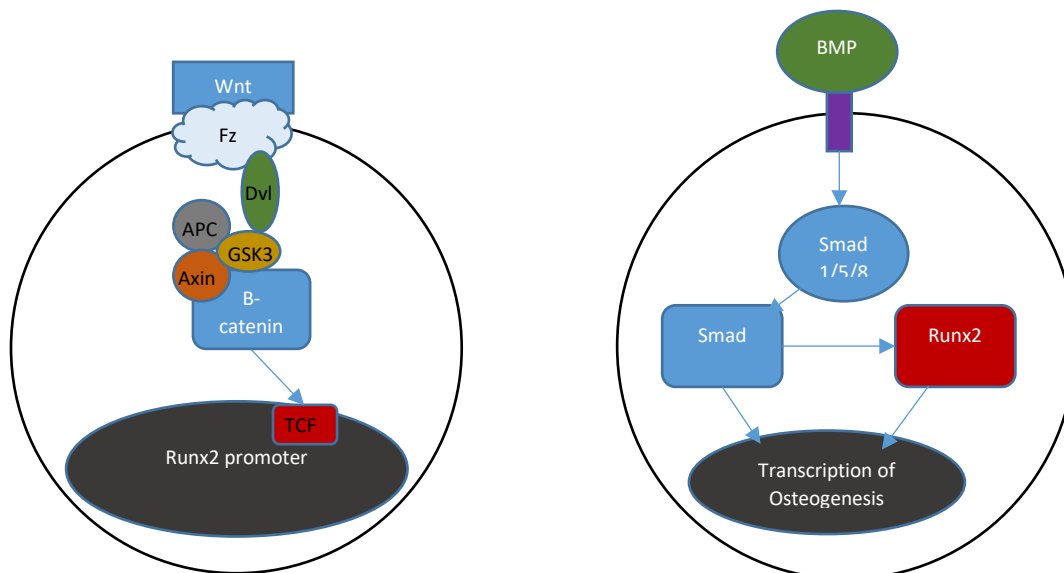 Wnt
Fz
Dvl
APC
GSK3
Axin
B-
catenin
TCF
Runx2 promoter
BMP
Smad
1/5/8
Smad
Runx2
Transcription of
Osteogenesis